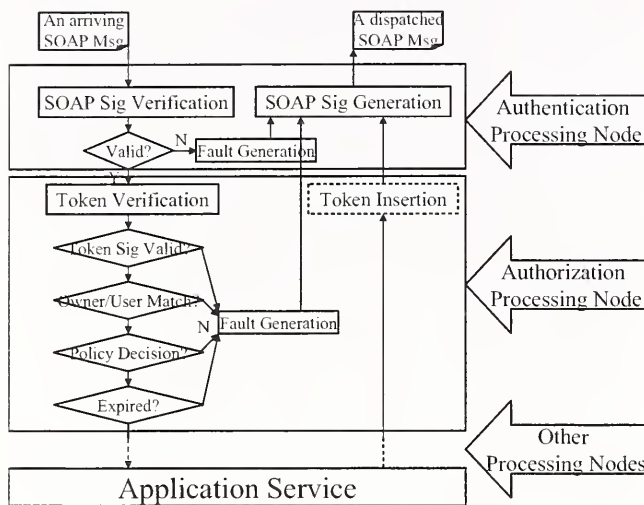 An arriving
SOAP Msg
A dispatched
SOAP Msg
SOAP Sig Verification
SOAP Sig Generation
Authentication
Processing Node
Valid?
N
Fault Generation
Y
Token Verification
Token Insertion
Token Sig Valid?
Owner/User Match?
Authorization
Processing Node
N
Fault Generation
Policy Decision?
Expired?
Other
Processing Nodes
Application Service